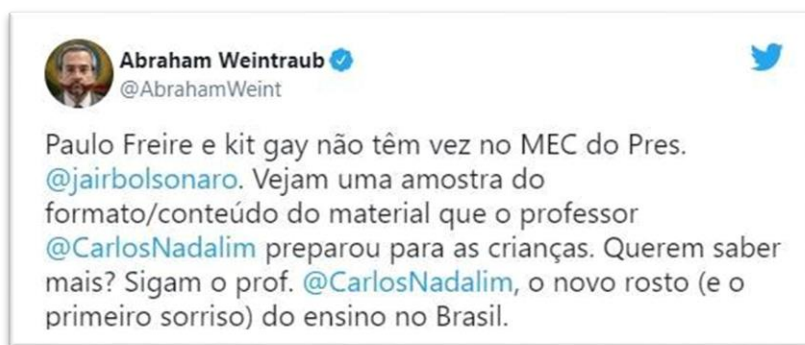 Abraham Weintraub
@AbrahamWeint
Paulo Freire e kit gay não têm vez no MEC do Pres.
@jairbolsonaro. Vejam uma amostra do
formato/conteúdo do material que o professor
@CarlosNadalim preparou para as crianças. Querem saber
mais? Sigam o prof. @CarlosNadalim, o novo rosto (e o
primeiro sorriso) do ensino no Brasil.